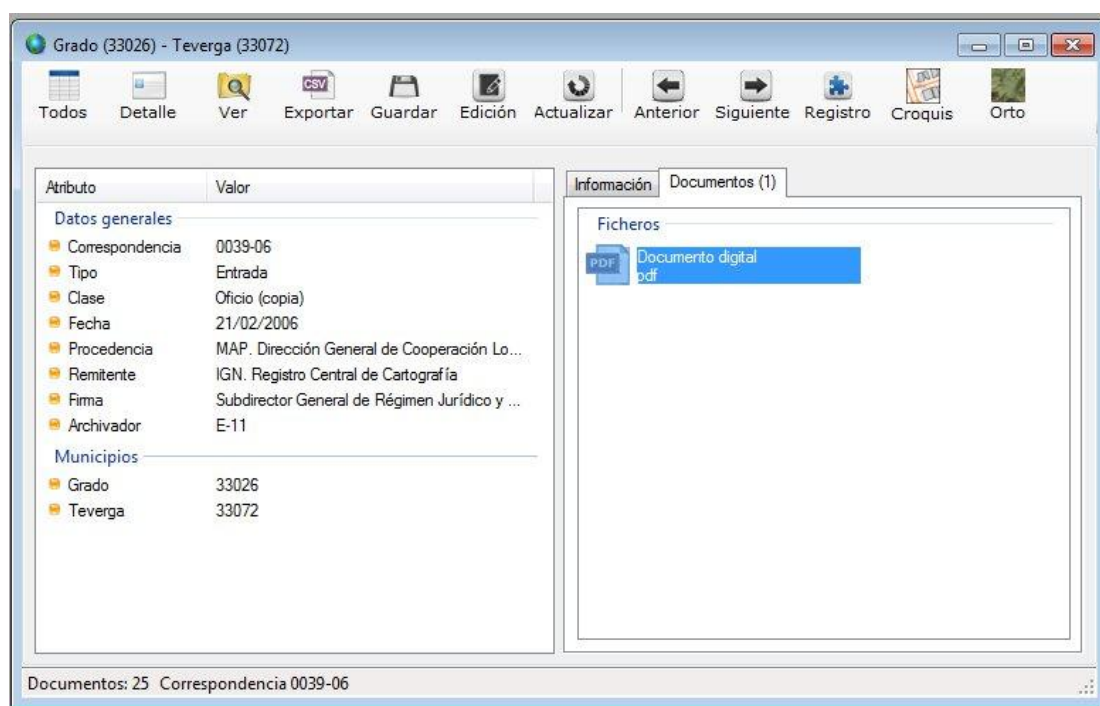 Grado (33026) - Teverga (33072)
Todos Detalle Ver Exportar Guardar Edición Actualizar Anterior Siguiente Registro Croquis Orto
CSV
Atributo Valor
Datos generales
Correspondencia 0039-06
Tipo Entrada
Clase Oficio (copia)
Fecha 21/02/2006
Procedencia MAP. Dirección General de Cooperación Lo...
Remitente IGN. Registro Central de Cartografía
Firma Subdirector General de Régimen Jurídico y ...
Archivador E-11
Municipios
Grado 33026
Teverga 33072
Información Documentos (1)
Ficheros
PDF
Documento digital
pdf
Documentos: 25 Correspondencia 0039-06